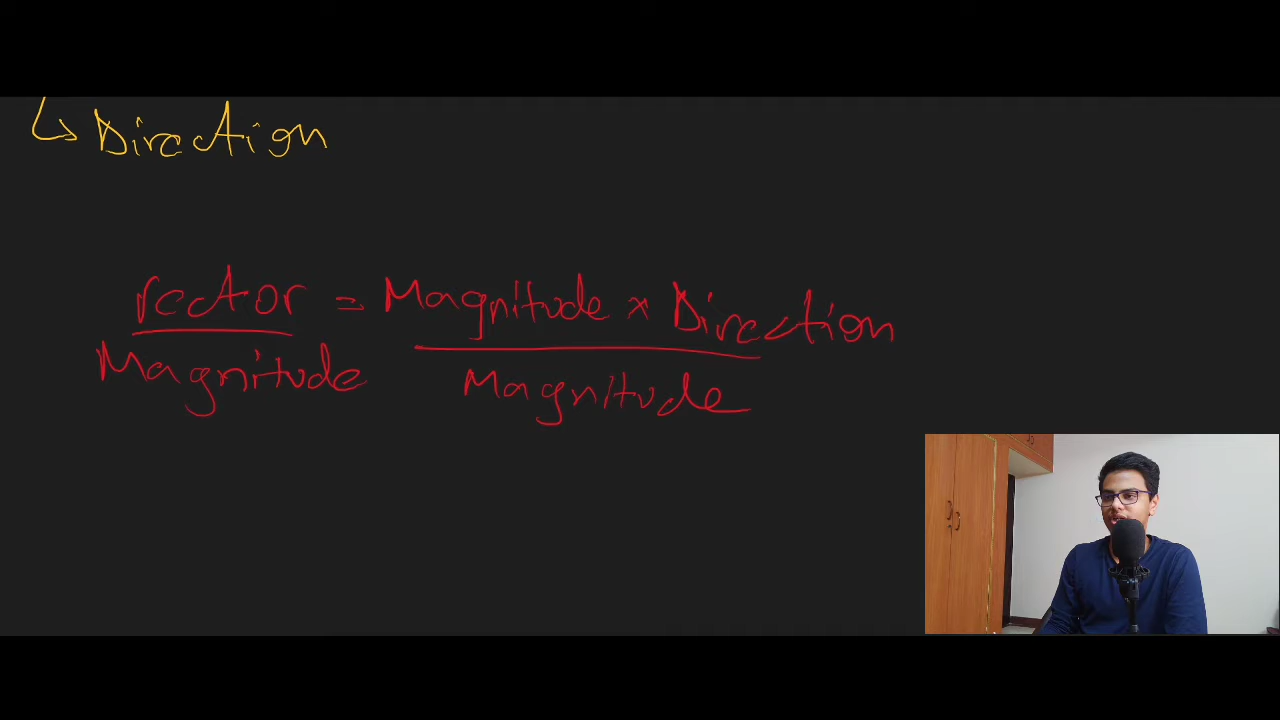 ↳ Direction
vector = Magnitude × Direction
Magnitude Magnitude